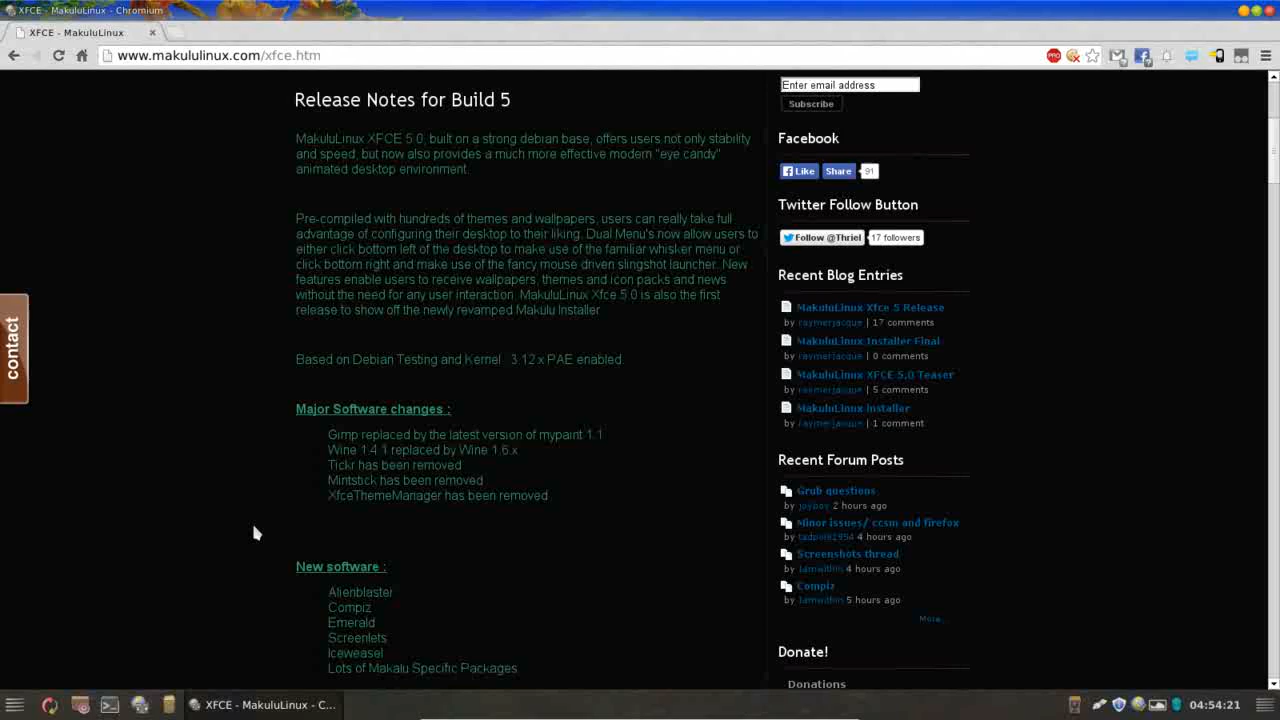 XFCE - MakuluLinux - Chromium
XFCE - MakuluLinux
www.makululinux.com/xfce.htm
contact
Release Notes for Build 5
MakuluLinux XFCE 5.0, built on a strong debian base, offers users not only stability
and speed, but now also provides a much more effective modern "eye candy"
animated desktop environment.
Pre-compiled with hundreds of themes and wallpapers, users can really take full
advantage of configuring their desktop to their liking. Dual Menu's now allow users to
either click bottom left of the desktop to make use of the familiar whisker menu or
click bottom right and make use of the fancy mouse driven slingshot launcher. New
features enable users to receive wallpapers, themes and icon packs and news
without the need for any user interaction. MakuluLinux Xfce 5.0 is also the first
release to show off the newly revamped Makulu Installer
Based on Debian Testing and Kernel 3.12.x PAE enabled.
Major Software changes :
Gimp replaced by the latest version of mypaint 1.1
Wine 1.4.1 replaced by Wine 1.6.x
Tickr has been removed
Mintstick has been removed
XfceThemeManager has been removed
New software :
Alienblaster
Compiz
Emerald
Screenlets
Iceweasel
Lots of Makalu Specific Packages
Enter email address
Subscribe
Facebook
Like Share 91
Twitter Follow Button
Follow @Thriel 17 followers
Recent Blog Entries
MakuluLinux Xfce 5 Release
by raymerjacque | 17 comments
MakuluLinux Installer Final
by raymerjacque | 0 comments
MakuluLinux XFCE 5.0 Teaser
by raymerjacque | 5 comments
MakuluLinux Installer
by raymerjacque | 1 comment
Recent Forum Posts
Grub questions
by joyboy 2 hours ago
Minor issues/ ccsm and firefox
by tadpole1954 4 hours ago
Screenshots thread
by Iamwithin 4 hours ago
Compiz
by Iamwithin 5 hours ago
More...
Donate!
Donations
XFCE - MakuluLinux - C...
04:54:21